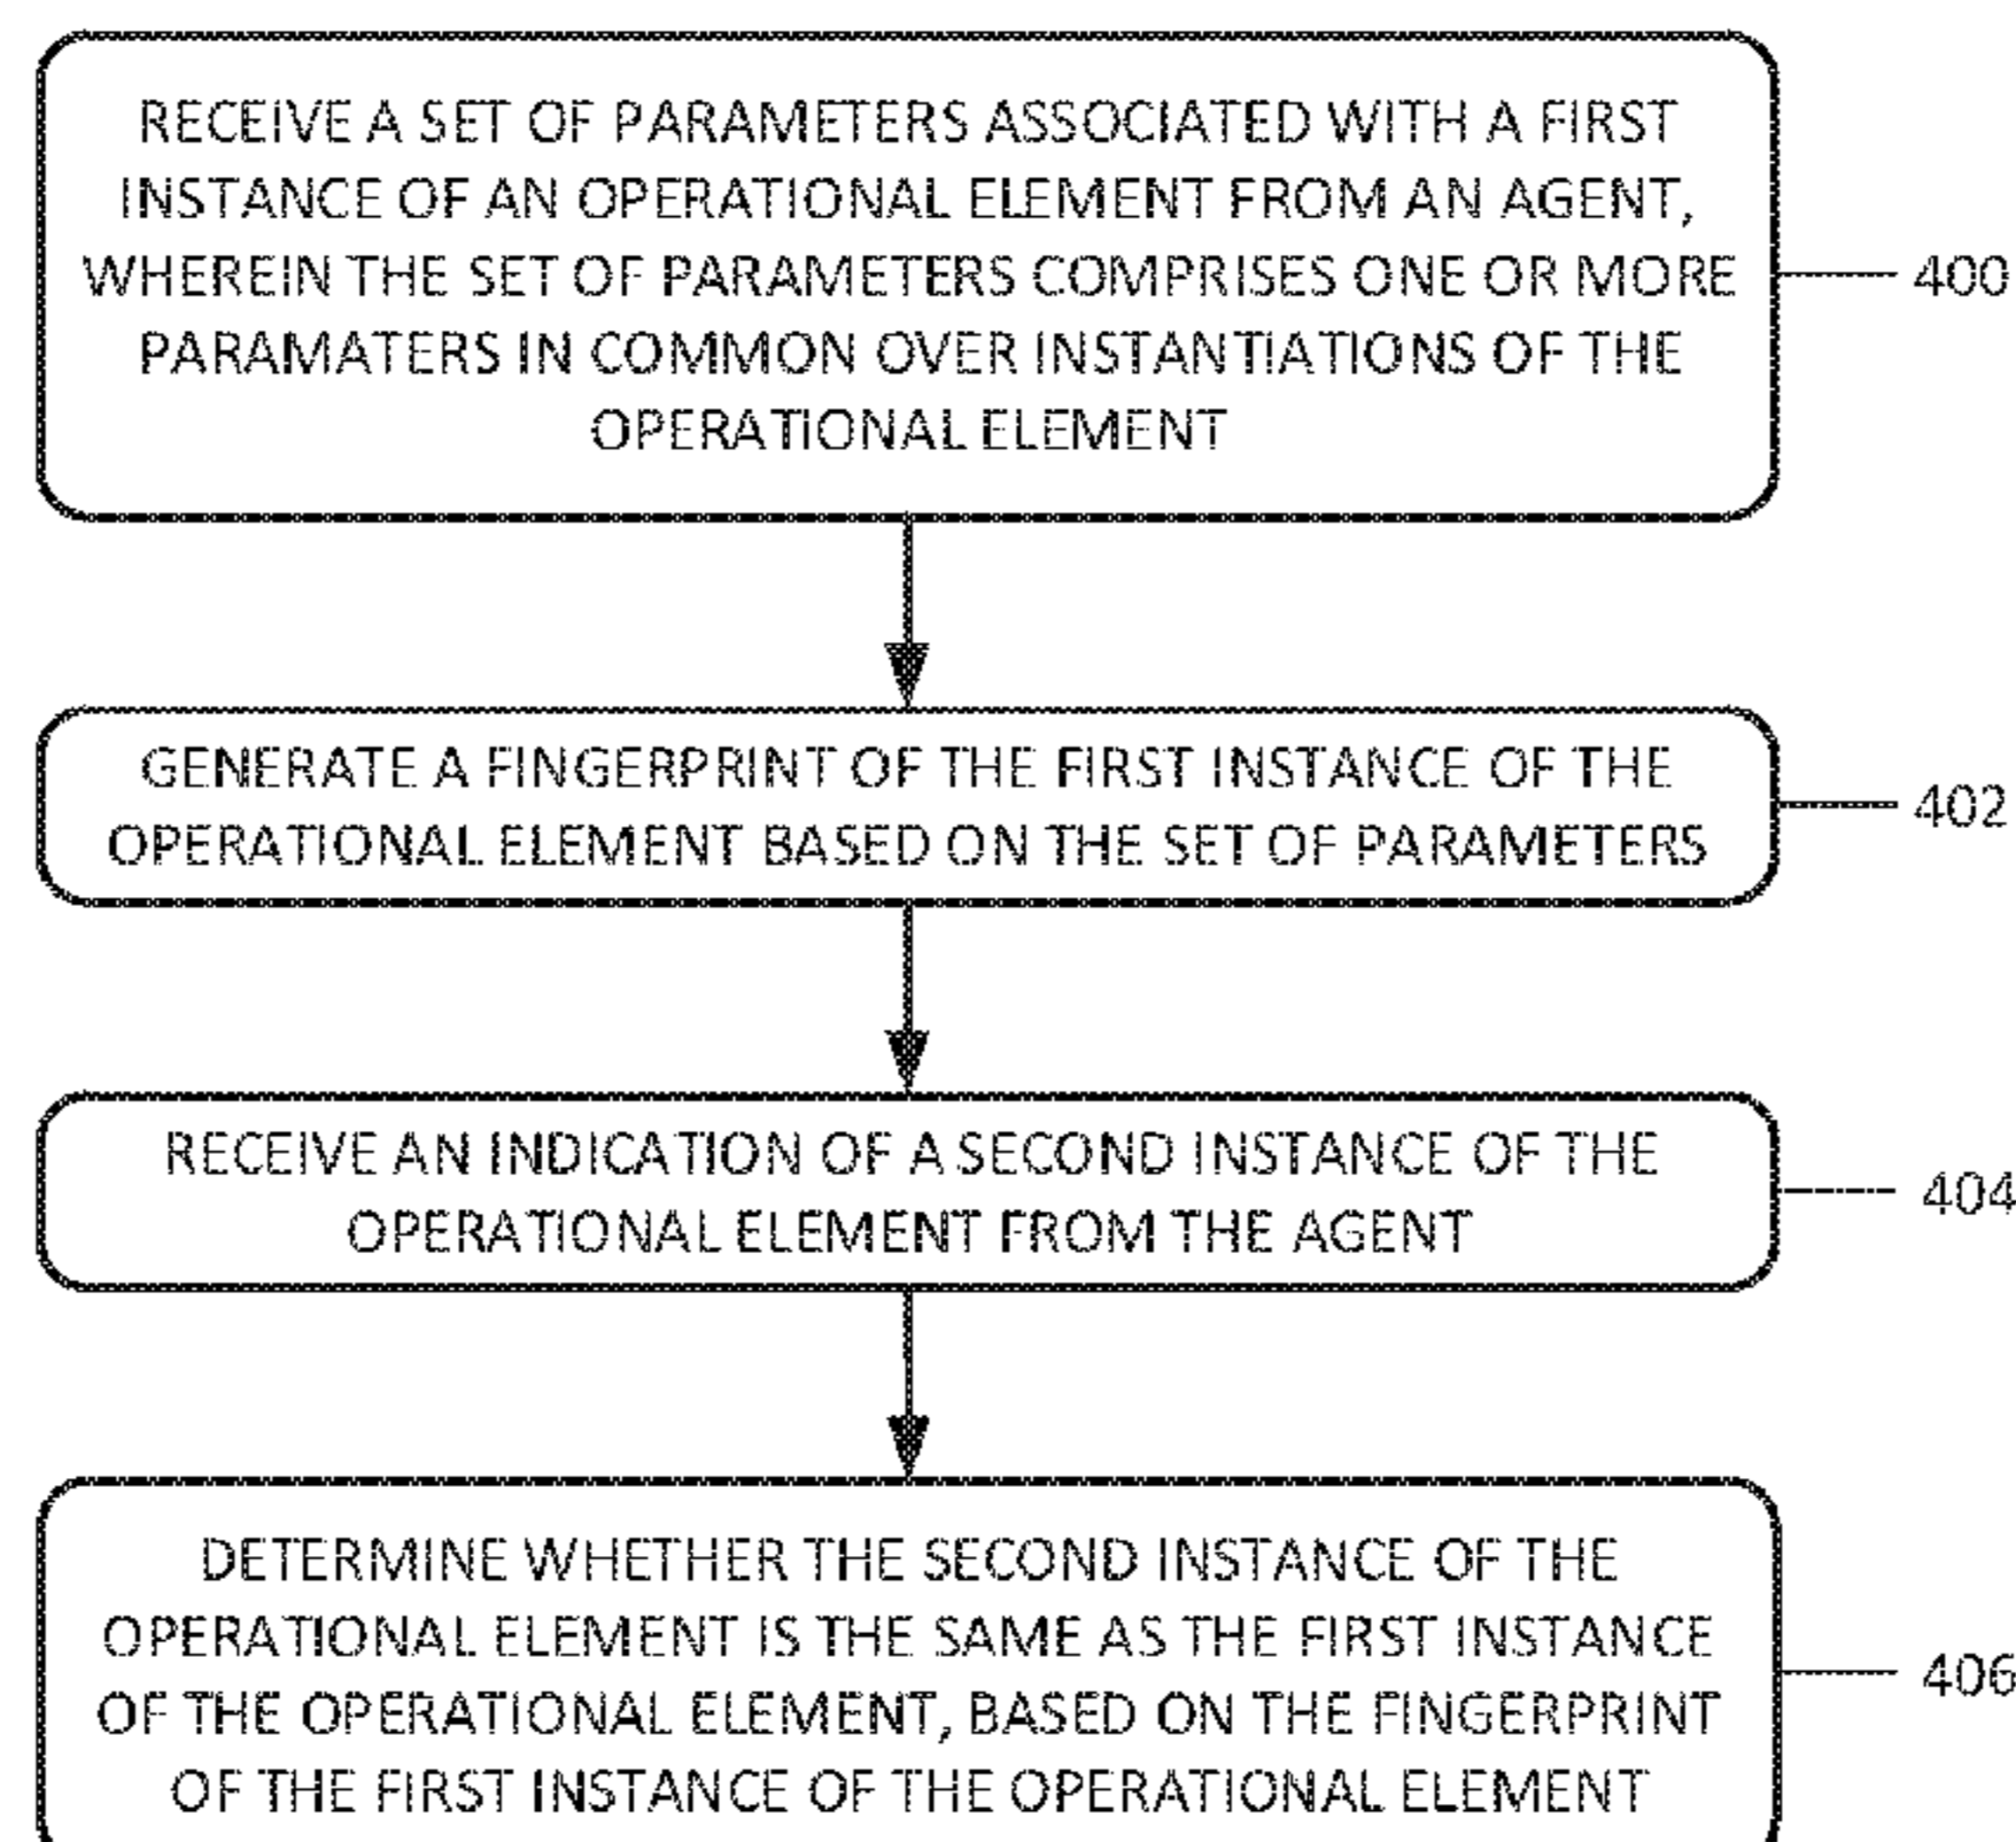 RECEIVE A SET OF PARAMETERS ASSOCIATED WITH A FIRST
INSTANCE OF AN OPERATIONAL ELEMENT FROM AN AGENT,
WHEREIN THE SET OF PARAMETERS COMPRISES ONE OR MORE
PARAMATERS IN COMMON OVER INSTANTIATIONS OF THE
OPERATIONAL ELEMENT
400
GENERATE A FINGERPRINT OF THE FIRST INSTANCE OF THE
OPERATIONAL ELEMENT BASED ON THE SET OF PARAMETERS
402
RECEIVE AN INDICATION OF A SECOND INSTANCE OF THE
OPERATIONAL ELEMENT FROM THE AGENT
404
DETERMINE WHETHER THE SECOND INSTANCE OF THE
OPERATIONAL ELEMENT IS THE SAME AS THE FIRST INSTANCE
OF THE OPERATIONAL ELEMENT, BASED ON THE FINGERPRINT
OF THE FIRST INSTANCE OF THE OPERATIONAL ELEMENT
406